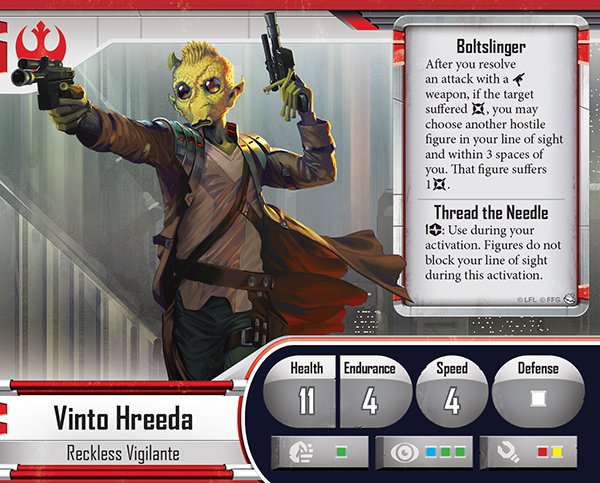 Boltslinger
After you resolve
an attack with a
weapon, if the target
suffered , you may
choose another hostile
figure in your line of sight
and within 3 spaces of
you. That figure suffers
1 .
Thread the Needle
1 : Use during your
activation. Figures do not
block your line of sight
during this activation.
© LFL © FFG
Health
Endurance
Speed
Defense
11
4
4
Vinto Hreeda
Reckless Vigilante